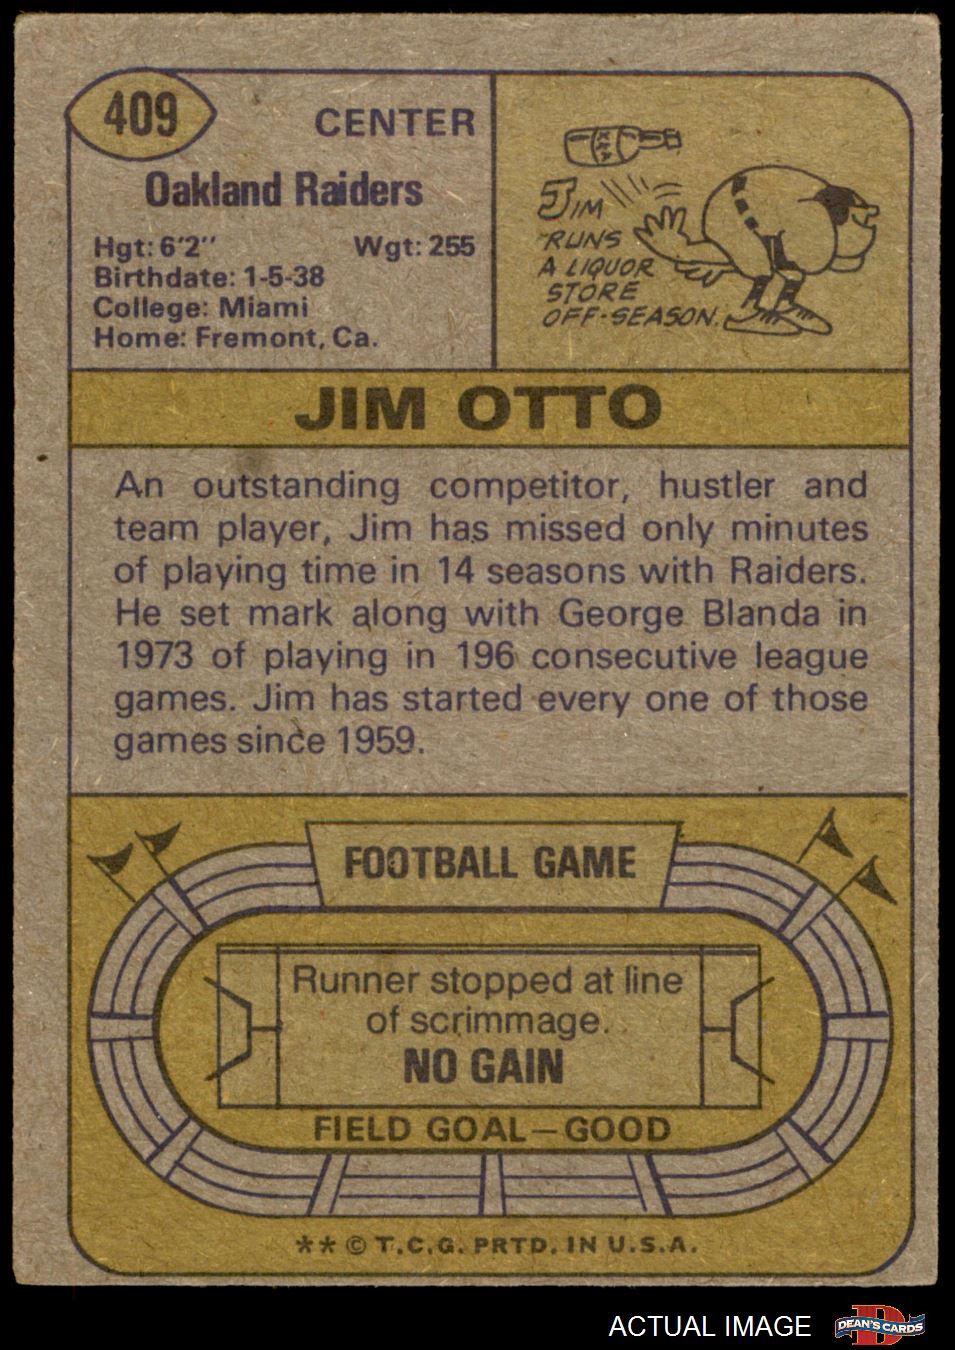 409
CENTER
Oakland Raiders
Hgt: 6'2" Wgt: 255
Birthdate: 1-5-38
College: Miami
Home: Fremont, Ca.
XXX
JIM
RUNS
A LIQUOR
STORE
OFF-SEASON.
JIM OTTO
An outstanding competitor, hustler and
team player, Jim has missed only minutes
of playing time in 14 seasons with Raiders.
He set mark along with George Blanda in
1973 of playing in 196 consecutive league
games. Jim has started every one of those
games since 1959.
FOOTBALL GAME
Runner stopped at line
of scrimmage.
NO GAIN
FIELD GOAL—GOOD
** © T.C.G. PRTD. IN U.S.A.
ACTUAL IMAGE
D
DEAN'S CARDS